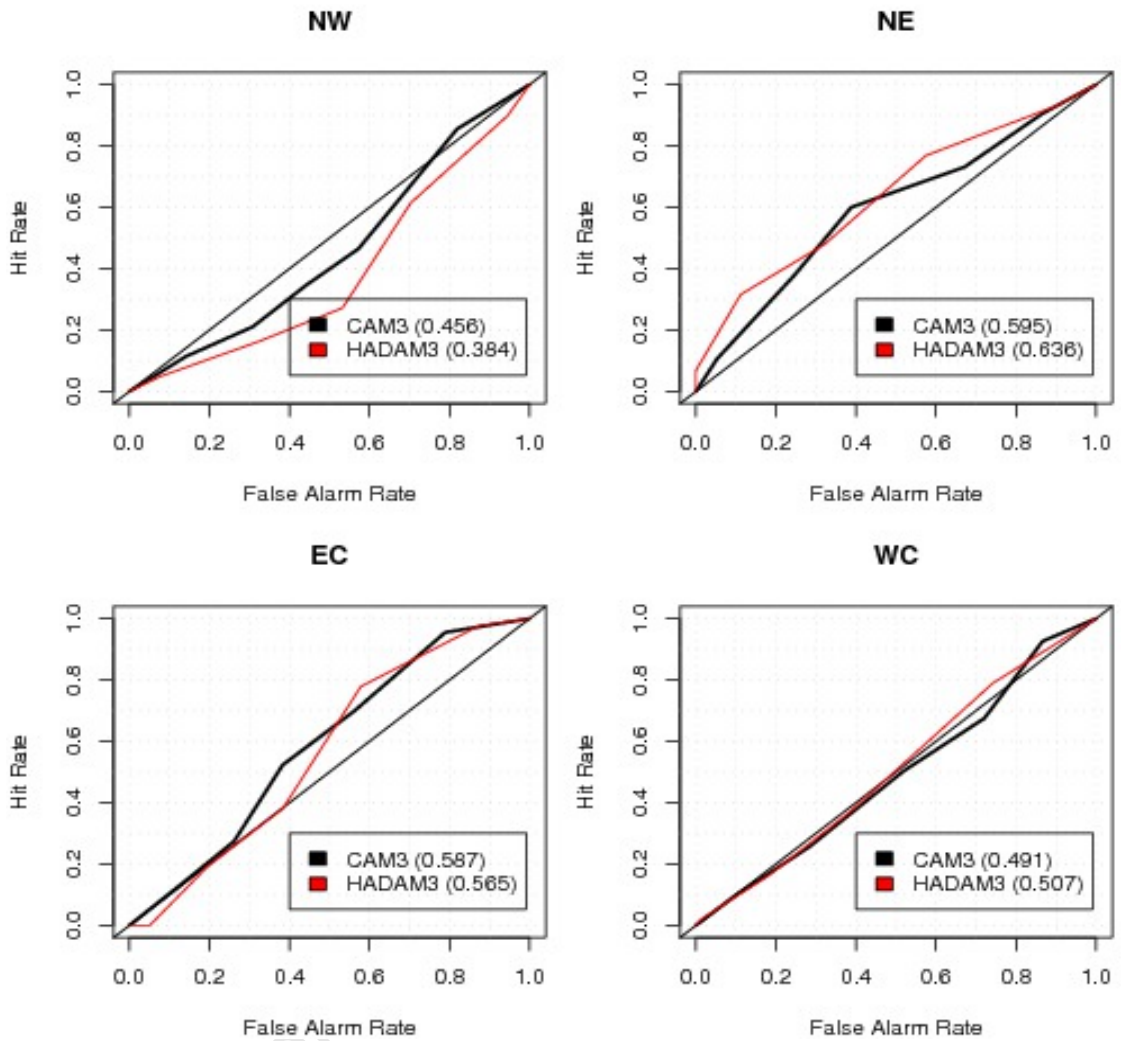 NW
Hit Rate
1.0
0.8
0.6
0.4
0.2
0.0
CAM3 (0.456)
HADAM3 (0.384)
0.0 0.2 0.4 0.6 0.8 1.0
False Alarm Rate
NE
Hit Rate
1.0
0.8
0.6
0.4
0.2
0.0
CAM3 (0.595)
HADAM3 (0.636)
0.0 0.2 0.4 0.6 0.8 1.0
False Alarm Rate
EC
Hit Rate
1.0
0.8
0.6
0.4
0.2
0.0
CAM3 (0.587)
HADAM3 (0.565)
0.0 0.2 0.4 0.6 0.8 1.0
False Alarm Rate
WC
Hit Rate
1.0
0.8
0.6
0.4
0.2
0.0
CAM3 (0.491)
HADAM3 (0.507)
0.0 0.2 0.4 0.6 0.8 1.0
False Alarm Rate